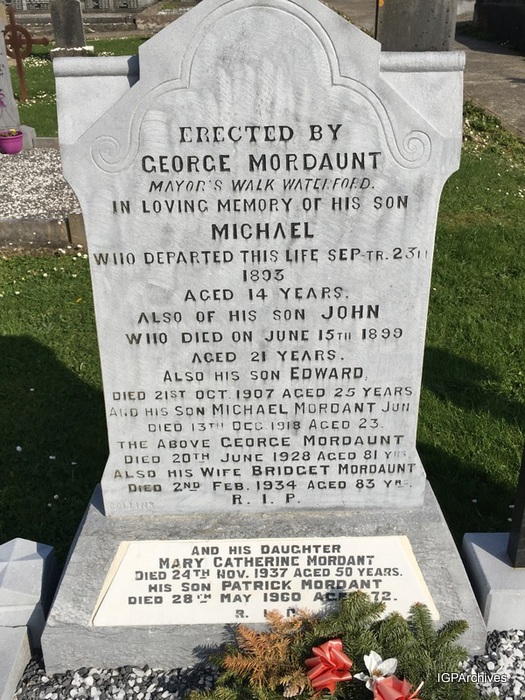 ERECTED BY
GEORGE MORDAUNT
MAYOR'S WALK WATERFORD.
IN LOVING MEMORY OF HIS SON
MICHAEL
WHO DEPARTED THIS LIFE SEP-TR. 23
1893
AGED 14 YEARS.
ALSO OF HIS SON JOHN
WHO DIED ON JUNE 15TH 1899
AGED 21 YEARS.
ALSO HIS SON EDWARD,
DIED 21ST OCT. 1907 AGED 25 YEARS
AND HIS SON MICHAEL MORDANT JUN
DIED 13TH DEC 1918 AGED 23.
THE ABOVE GEORGE MORDAUNT
DIED 20TH JUNE 1928 AGED 81 YRS.
ALSO HIS WIFE BRIDGET MORDAUNT
DIED 2ND FEB. 1934 AGED 83 YRS.
R. I. P.
AND HIS DAUGHTER
MARY CATHERINE MORDANT
DIED 24TH NOV. 1937 AGED 50 YEARS.
HIS SON PATRICK MORDANT
DIED 28TH MAY 1960 AGED 72.
R. I.
IGPArchives